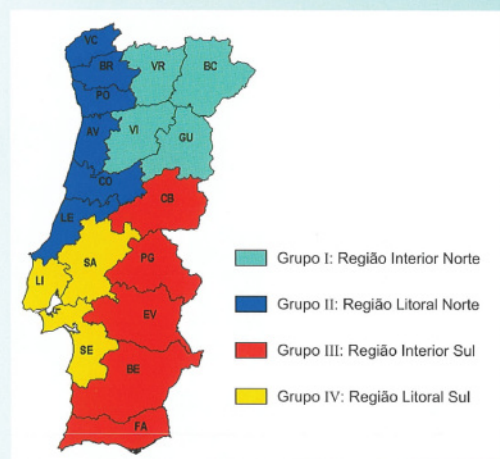 VC
BR
VR
BC
PO
AV
VI
GU
CO
CB
LE
SA
PG
LI
EV
SE
BE
FA
Grupo I: Região Interior Norte
Grupo II: Região Litoral Norte
Grupo III: Região Interior Sul
Grupo IV: Região Litoral Sul